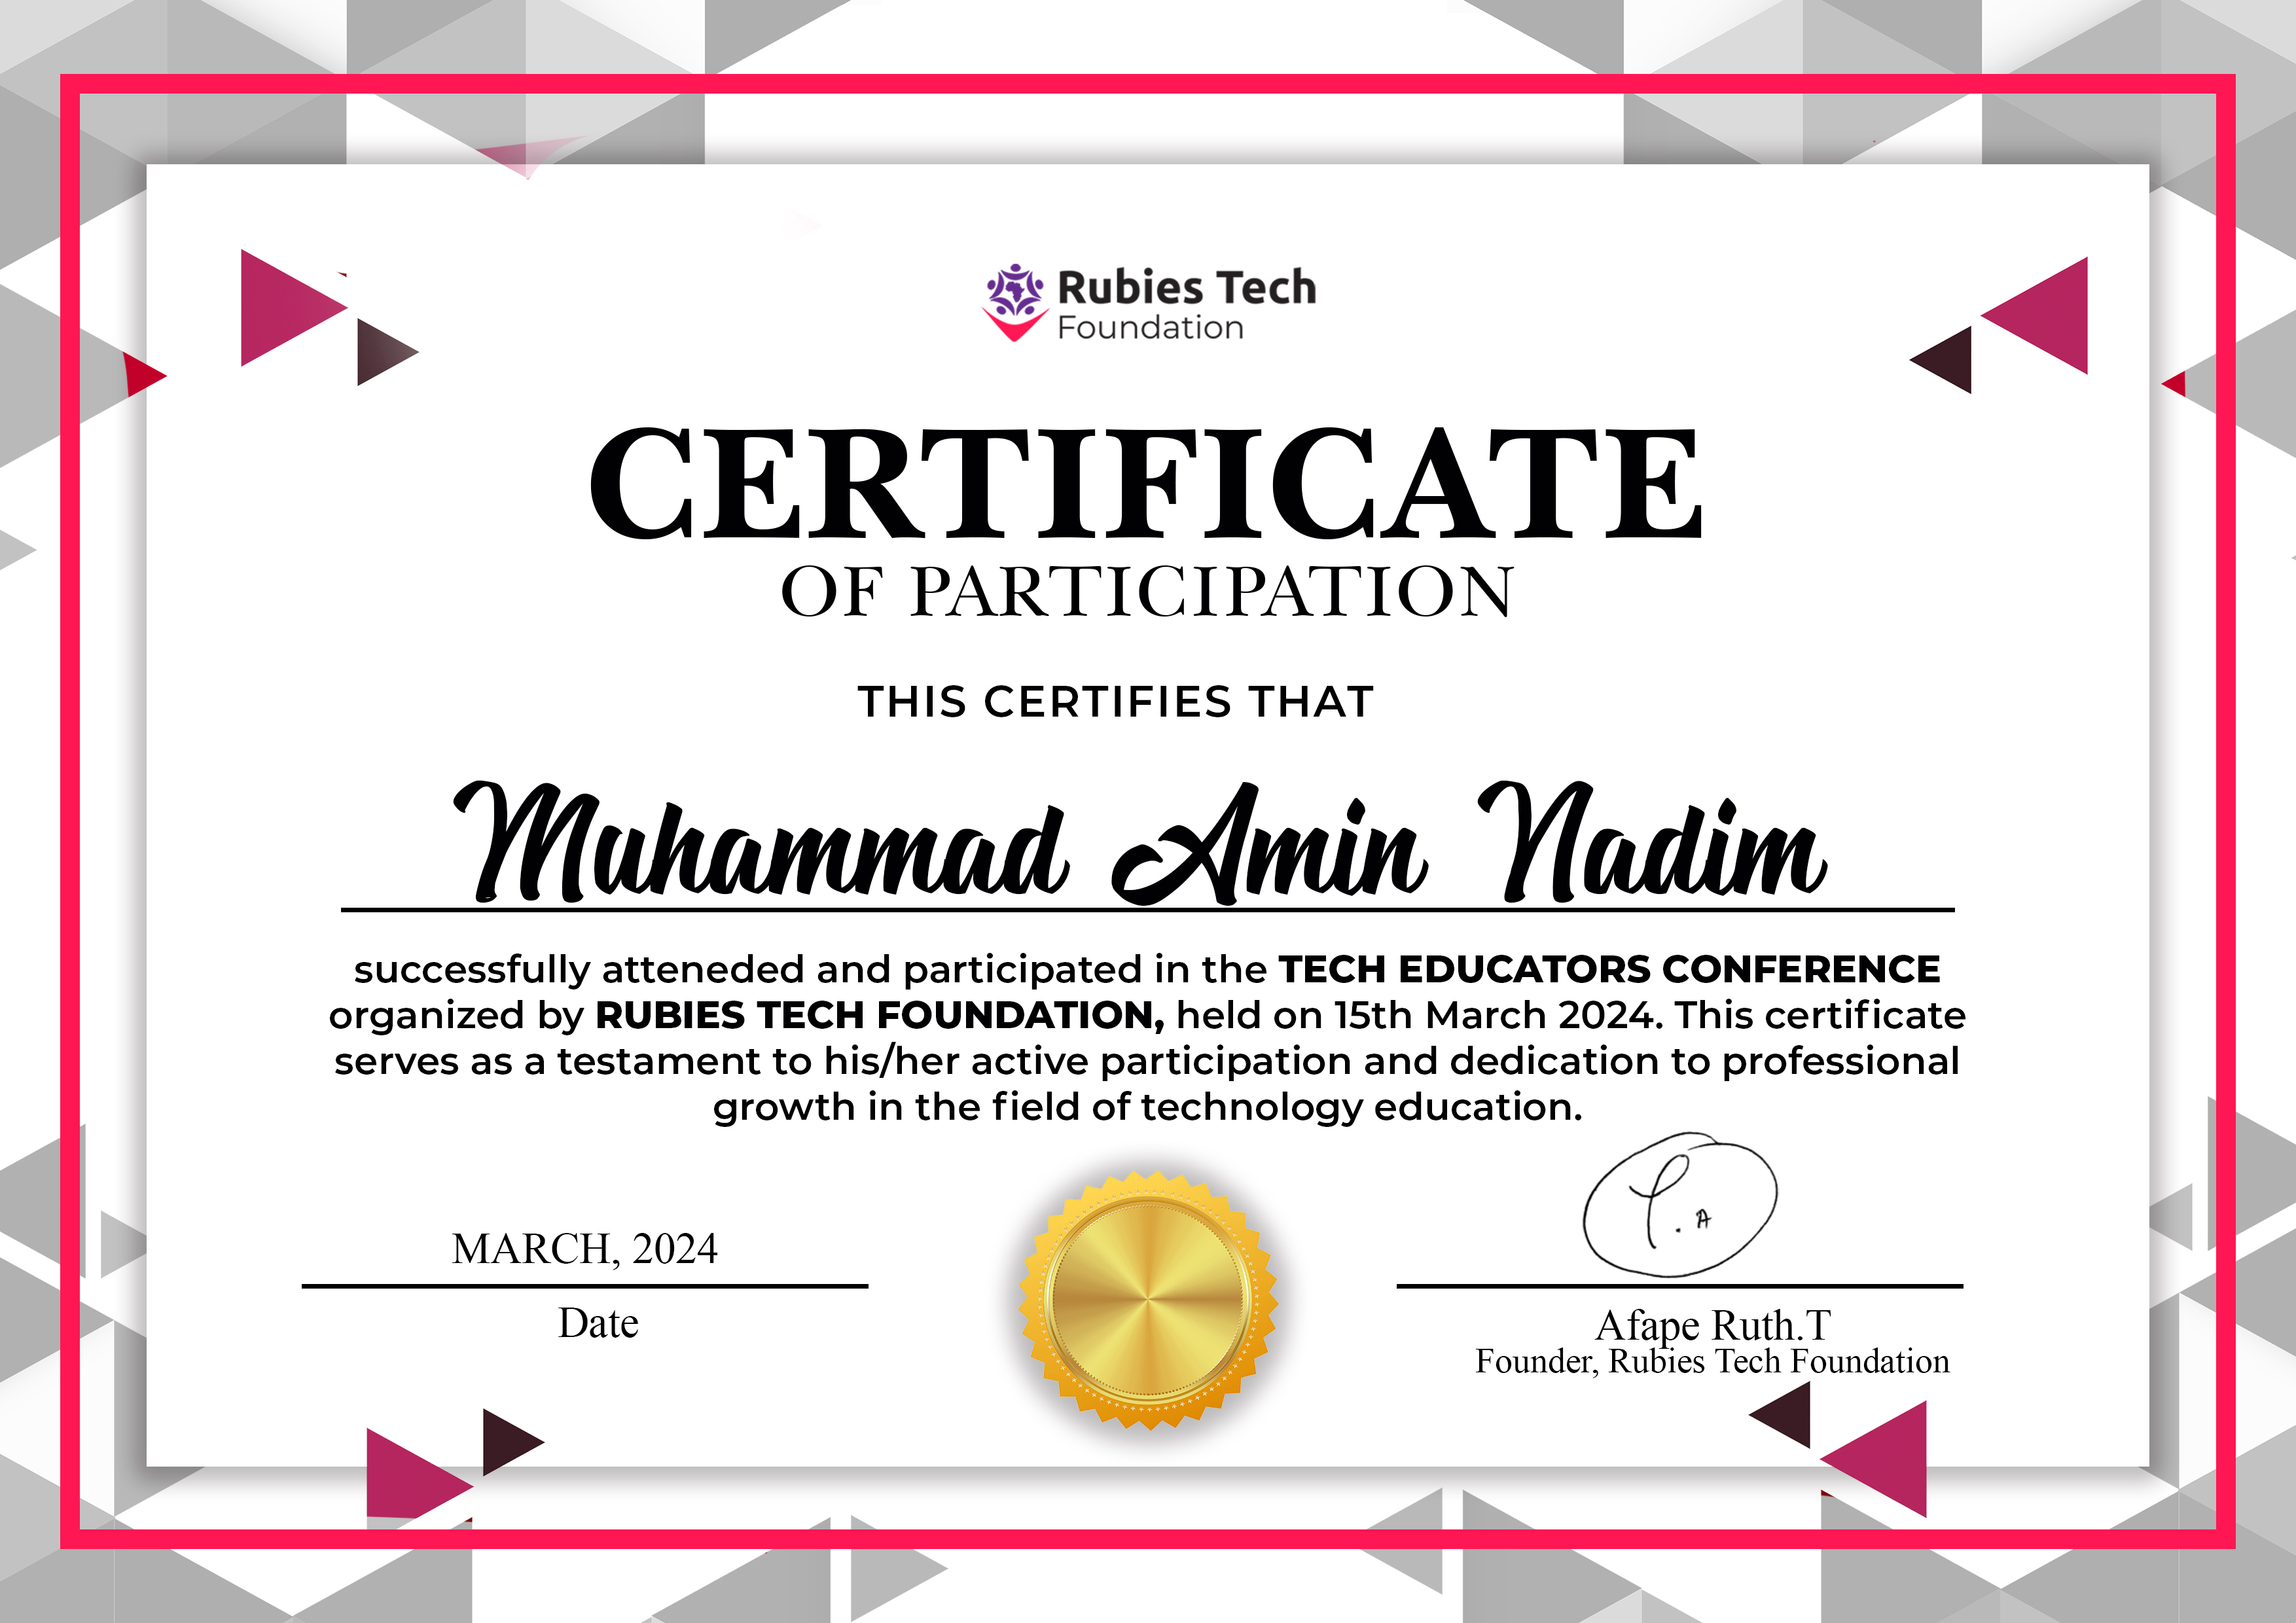 Rubies Tech
Foundation
CERTIFICATE
OF PARTICIPATION
THIS CERTIFIES THAT
Muhammad Amin Nadim
successfully atteneded and participated in the TECH EDUCATORS CONFERENCE
organized by RUBIES TECH FOUNDATION, held on 15th March 2024. This certificate
serves as a testament to his/her active participation and dedication to professional
growth in the field of technology education.
MARCH, 2024
Date
Afape Ruth.T
Founder, Rubies Tech Foundation